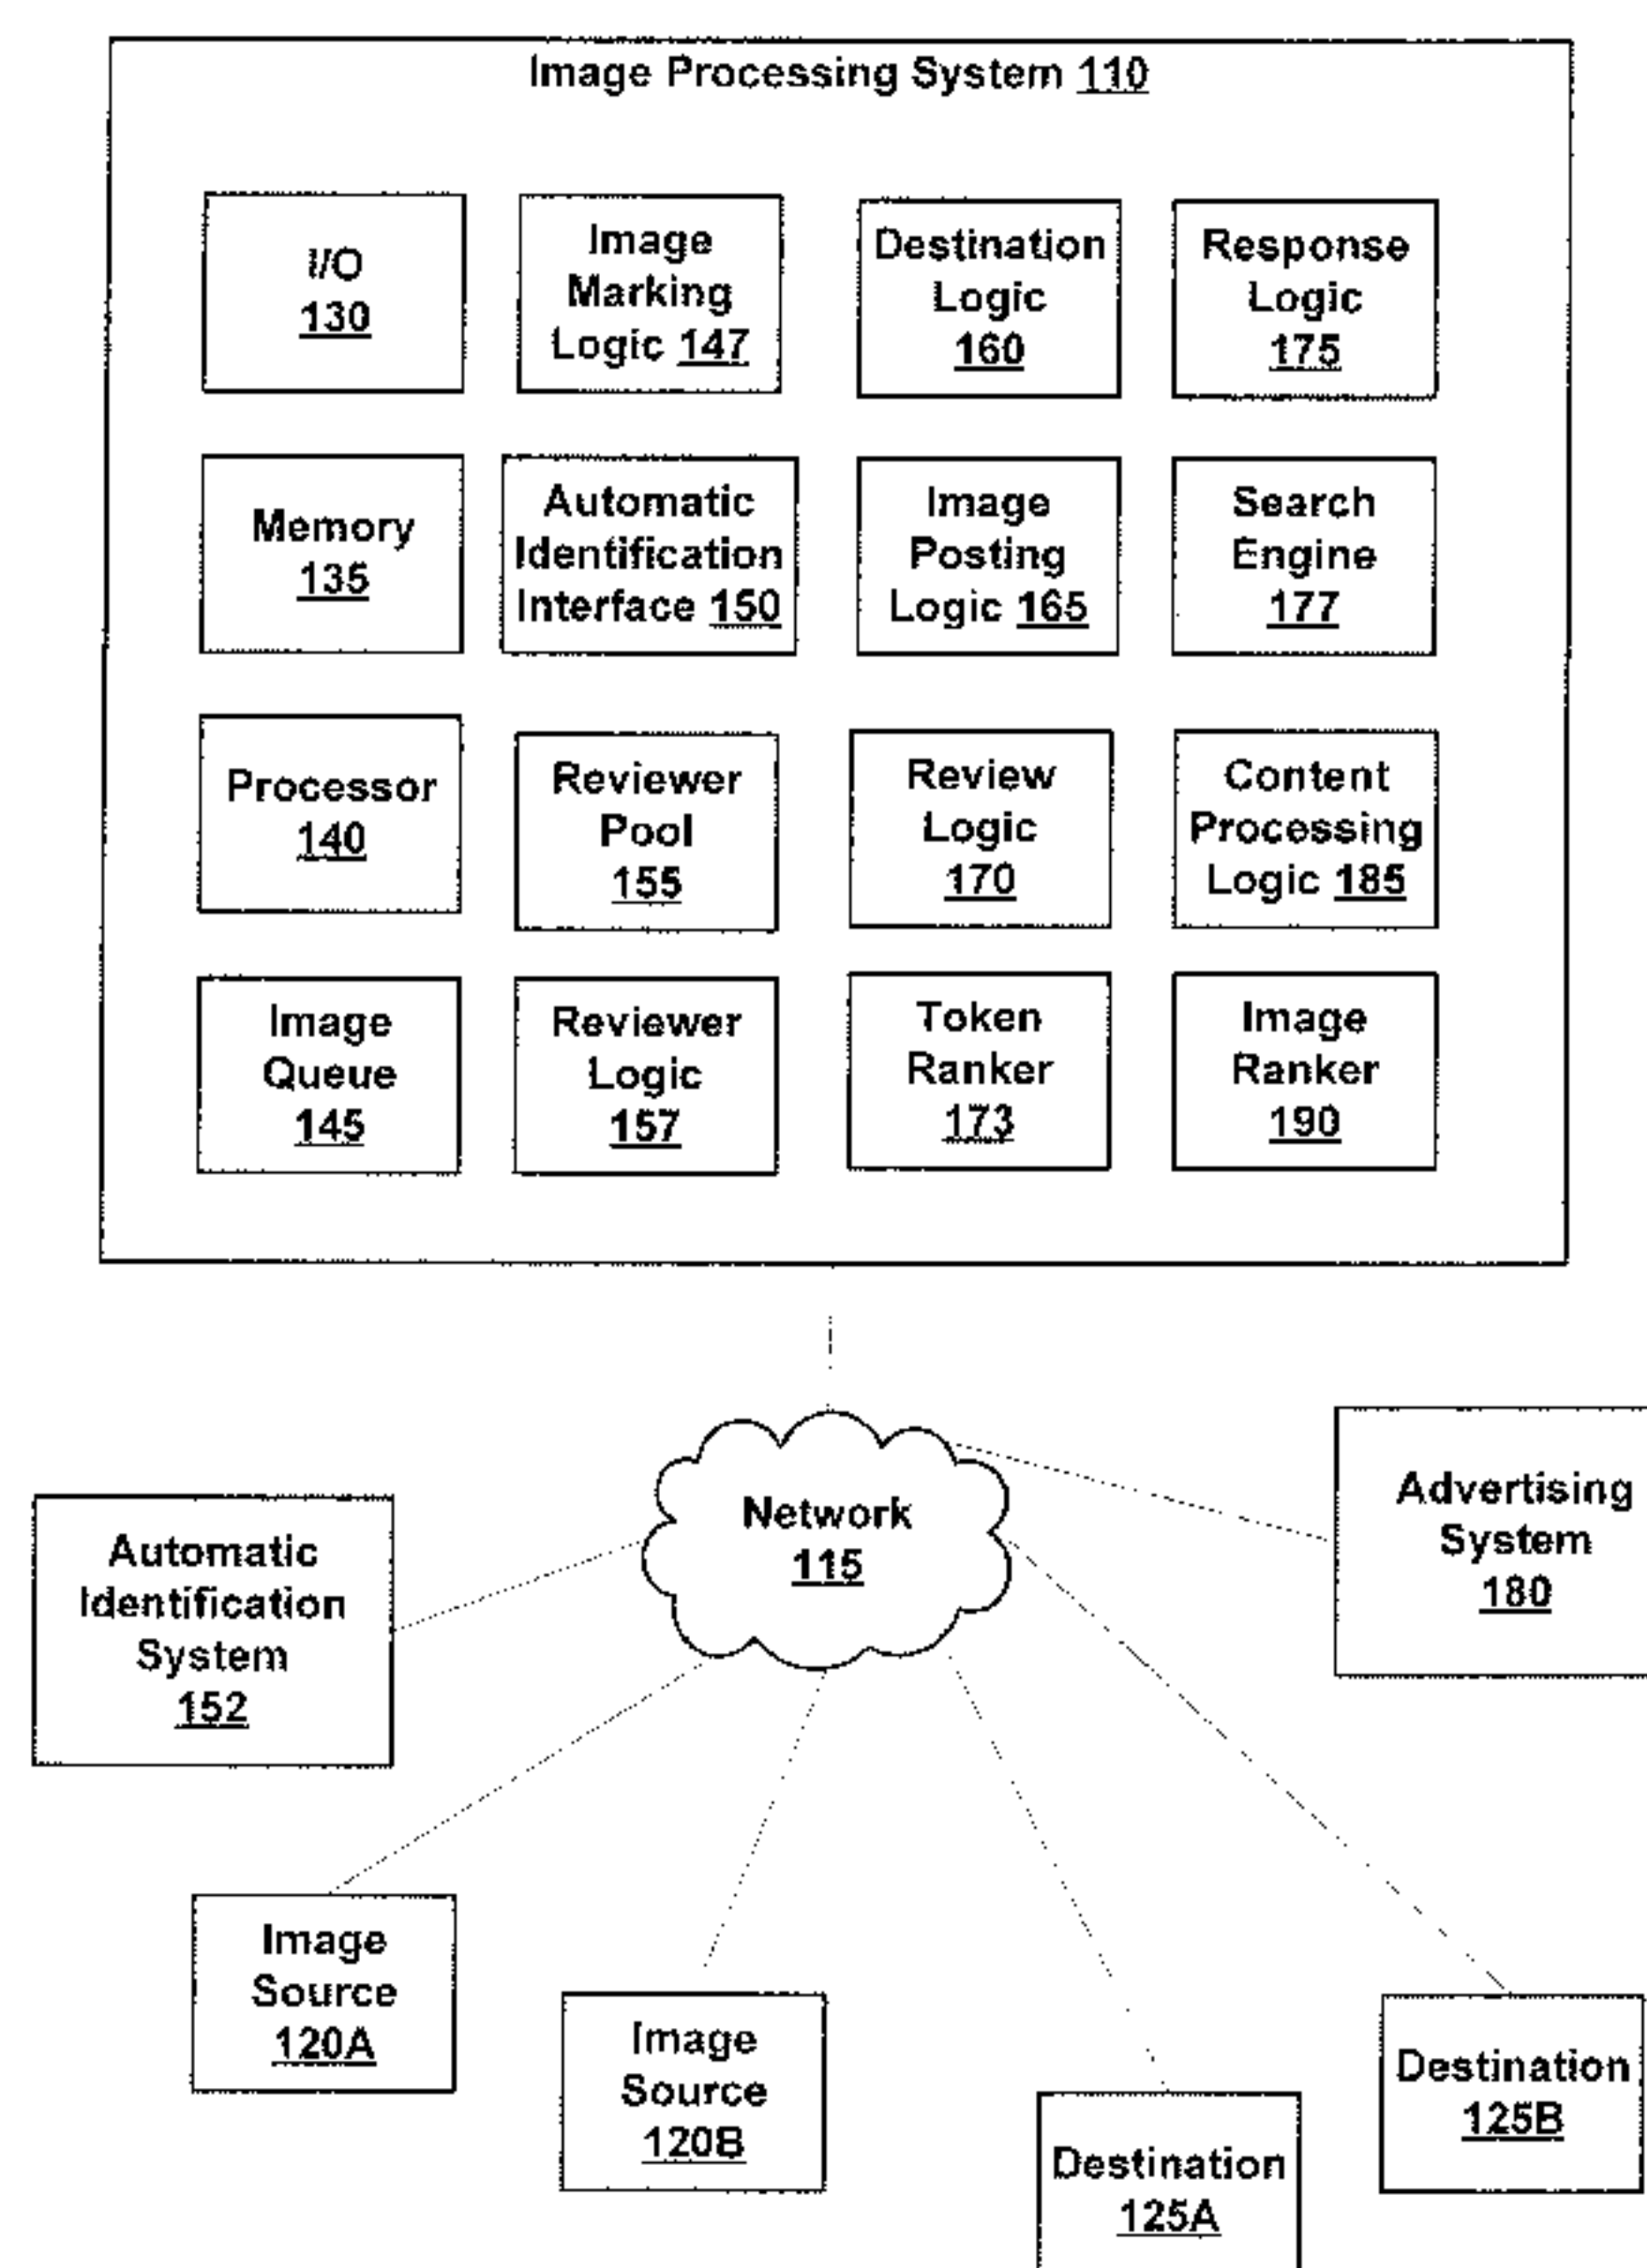 Image Processing System 110
I/O
130
Image
Marking
Logic 147
Destination
Logic
160
Response
Logic
175
Memory
135
Automatic
Identification
Interface 150
Image
Posting
Logic 165
Search
Engine
177
Processor
140
Reviewer
Pool
155
Review
Logic
170
Content
Processing
Logic 185
Image
Queue
145
Reviewer
Logic
157
Token
Ranker
173
Image
Ranker
190
Network
115
Advertising
System
180
Automatic
Identification
System
152
Image
Source
120A
Image
Source
120B
Destination
125A
Destination
125B